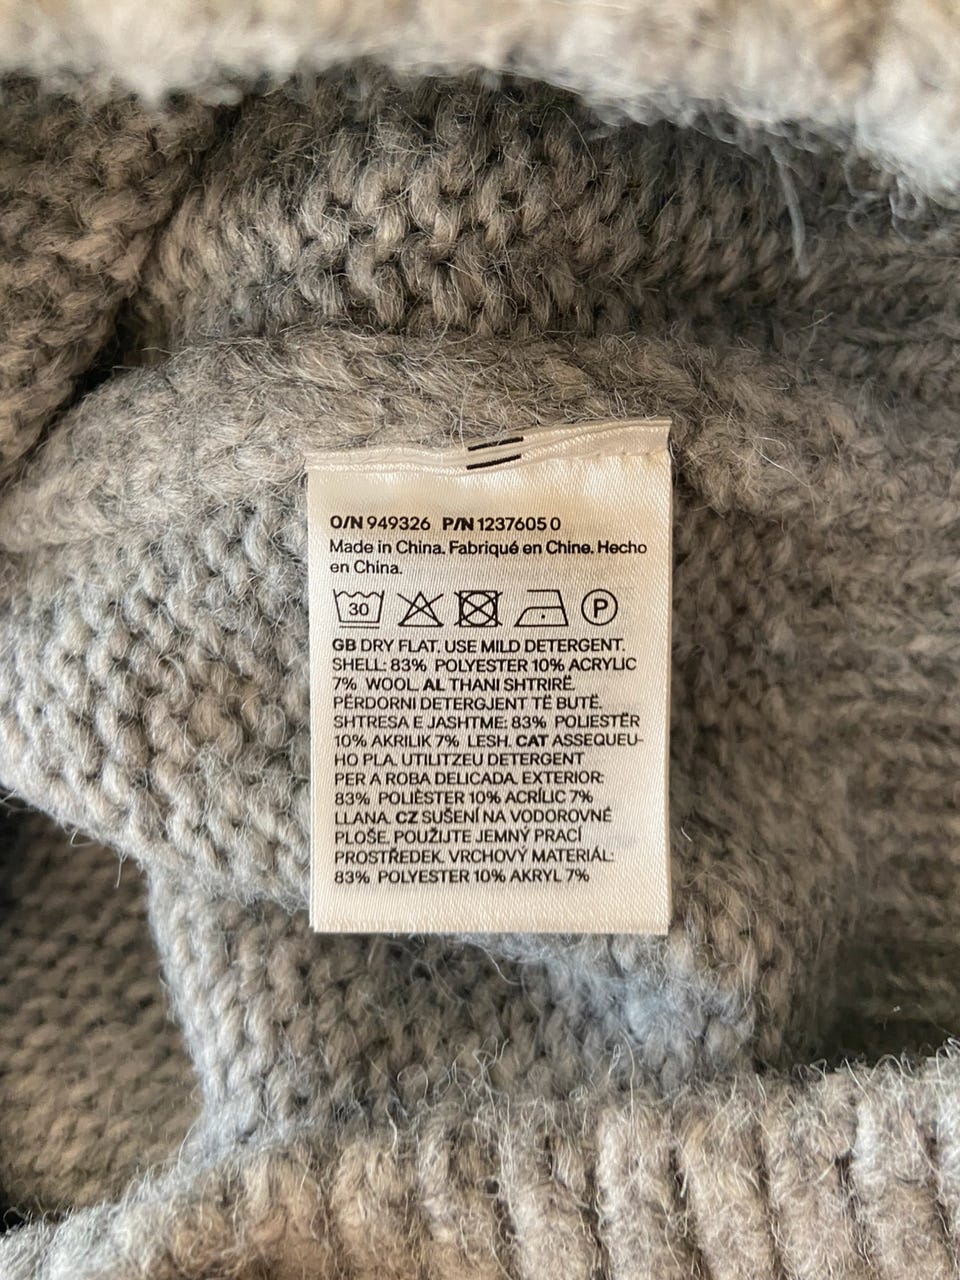 O/N 949326 P/N 1237605 0
Made in China. Fabriqué en Chine. Hecho
en China.
30
P
GB DRY FLAT. USE MILD DETERGENT.
SHELL: 83% POLYESTER 10% ACRYLIC
7% WOOL. AL THANI SHTRIRË.
PËRDORNI DETERGJENT TË BUTË.
SHTRESA E JASHTME: 83% POLIESTËR
10% AKRILIK 7% LESH. CAT ASSEQUEU-
HO PLA. UTILITZEU DETERGENT
PER A ROBA DELICADA. EXTERIOR:
83% POLIÈSTER 10% ACRÍLIC 7%
LLANA. CZ SUŠENÍ NA VODOROVNÉ
PLOŠE. POUŽIJTE JEMNÝ PRACÍ
PROSTŘEDEK. VRCHOVÝ MATERIÁL:
83% POLYESTER 10% AKRYL 7%